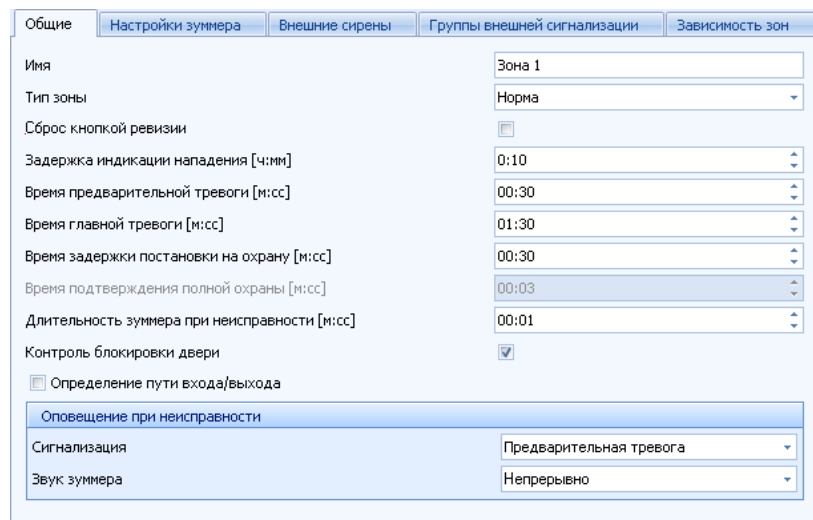 Общие Настройки зуммера Внешние сирены Группы внешней сигнализации Зависимость зон
Имя Зона 1
Тип зоны Норма
Сброс кнопкой ревизии
Задержка индикации нападения [ч:мм] 0:10
Время предварительной тревоги [м:сс] 00:30
Время главной тревоги [м:сс] 01:30
Время задержки постановки на охрану [м:сс] 00:30
Время подтверждения полной охраны [м:сс] 00:03
Длительность зуммера при неисправности [м:сс] 00:01
Контроль блокировки двери
Определение пути входа/выхода
Оповещение при неисправности
Сигнализация Предварительная тревога
Звук зуммера Непрерывно